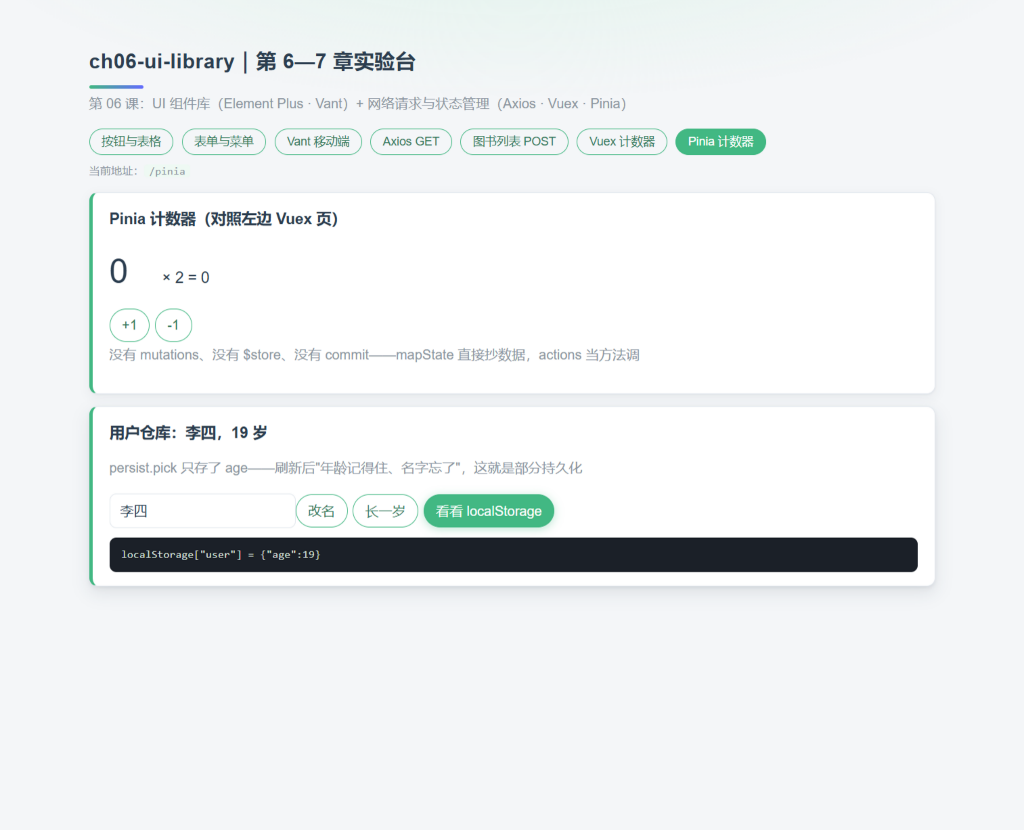 ch06-ui-library｜第 6—7 章实验台
第 06 课：UI 组件库（Element Plus · Vant）+ 网络请求与状态管理（Axios · Vuex · Pinia）
按钮与表格 表单与菜单 Vant 移动端 Axios GET 图书列表 POST Vuex 计数器 Pinia 计数器
当前地址： /pinia
Pinia 计数器（对照左边 Vuex 页）
0 × 2 = 0
+1 -1
没有 mutations、没有 $store、没有 commit——mapState 直接抄数据，actions 当方法调
用户仓库：李四，19 岁
persist.pick 只存了 age——刷新后"年龄记得住、名字忘了"，这就是部分持久化
李四 改名 长一岁 看看 localStorage
localStorage["user"] = {"age":19}